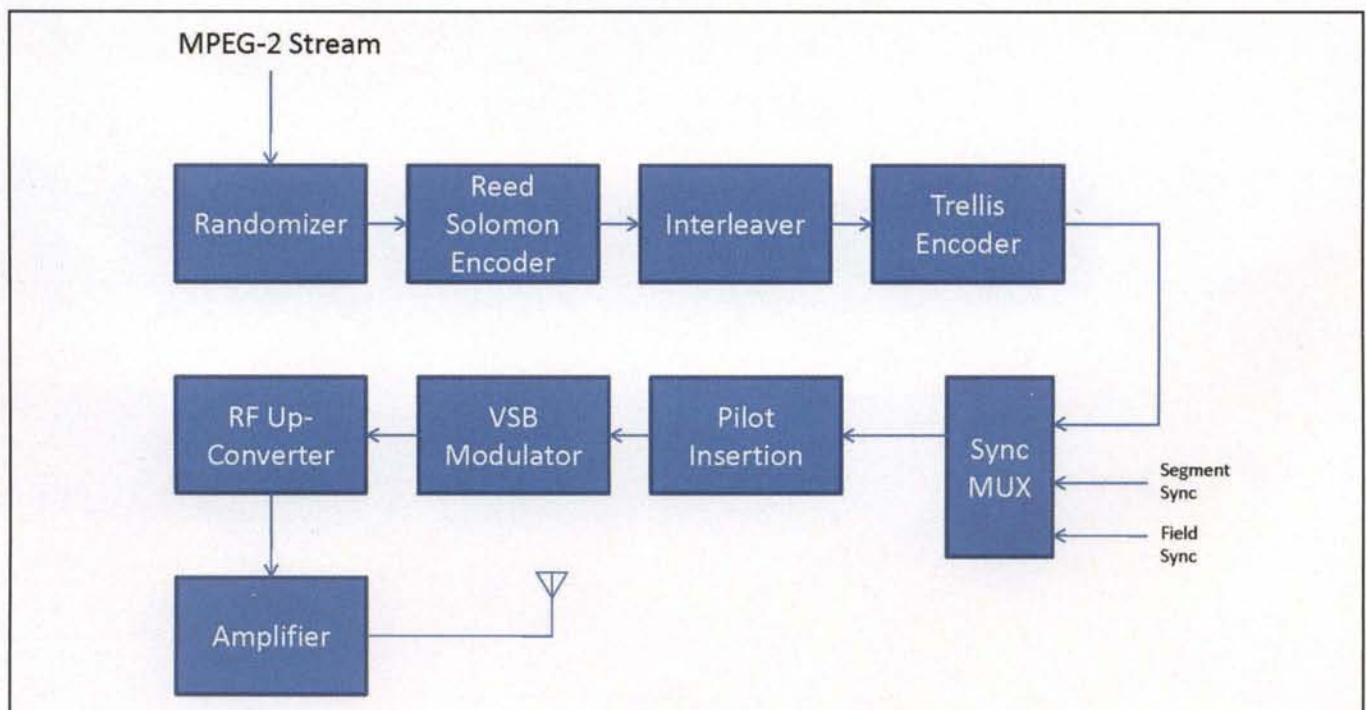 MPEG-2 Stream
Randomizer
Reed
Solomon
Encoder
Interleaver
Trellis
Encoder
RF Up-
Converter
VSB
Modulator
Pilot
Insertion
Sync
MUX
Segment
Sync
Field
Sync
Amplifier